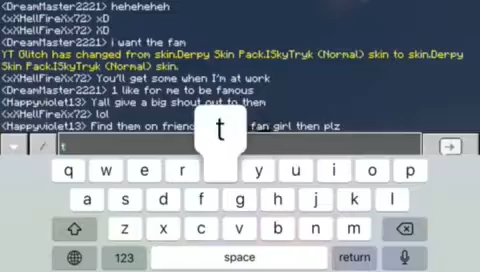 <DreamMaster2221> heheheheh
<xXHellFireXx72> xD
<xXHellFireXx72> XD
<DreamMaster2221> i want the fam
YT Glitch has changed from skin.Derpy Skin Pack.ISkyTryk (Normal) skin to skin.Derpy
Skin Pack.ISkyTryk (Normal) skin.
<xXHellFireXx72> You'll get some when I'm at work
<DreamMaster2221> 1 like for me to be famous
<Happyviolet13> Yall give a big shout out to them
<xXHellFireXx72> lol
<Happyviolet13> Find them on friend fan girl then plz
/ t
t
q w e r y u i o p
a s d f g h j k l
z x c v b n m
123 space return